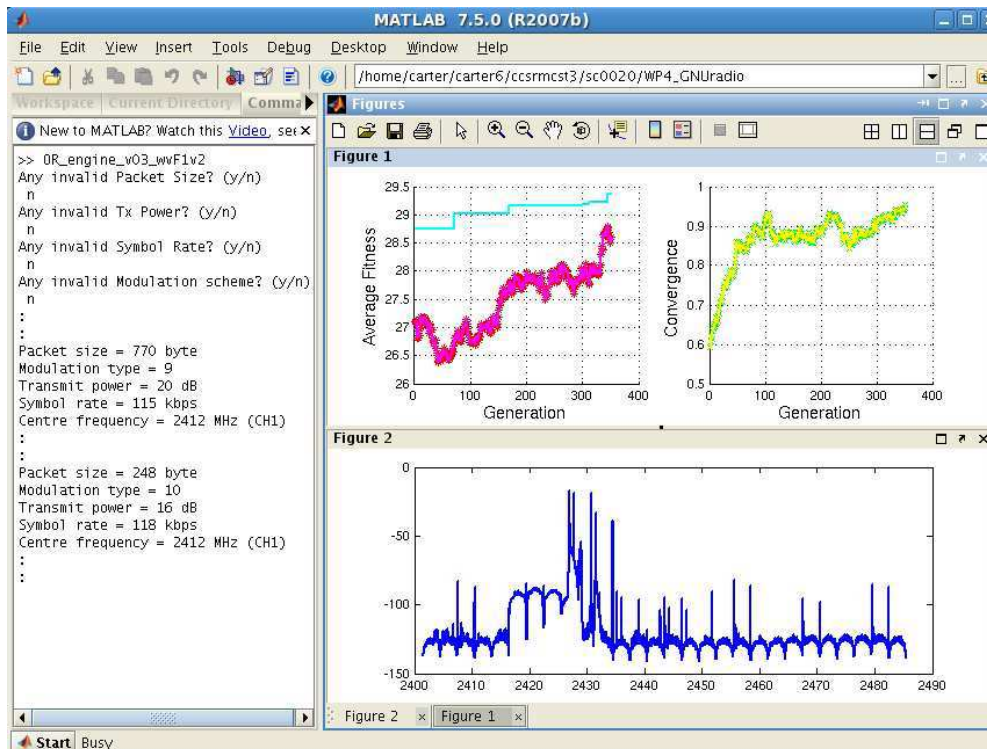 MATLAB 7.5.0 (R2007b)
File Edit View Insert Tools Debug Desktop Window Help
/home/carter/carter6/ccsrmcst3/sc0020/WP4_GNUradio
...
Workspace Current Directory Comma
Figures
New to MATLAB? Watch this Video, see
>> OR_engine_v03_wvF1v2
Any invalid Packet Size? (y/n)
n
Any invalid Tx Power? (y/n)
n
Any invalid Symbol Rate? (y/n)
n
Any invalid Modulation scheme? (y/n)
n
:
:
Packet size = 770 byte
Modulation type = 9
Transmit power = 20 dB
Symbol rate = 115 kbps
Centre frequency = 2412 MHz (CH1)
:
:
Packet size = 248 byte
Modulation type = 10
Transmit power = 16 dB
Symbol rate = 118 kbps
Centre frequency = 2412 MHz (CH1)
:
:
Figure 1
29.5
29
28.5
28
27.5
27
26.5
26
Average Fitness
0 100 200 300 400
Generation
1
0.9
0.8
0.7
0.6
0.5
Convergence
0 100 200 300 400
Generation
Figure 2
0
-50
-100
-150
2400 2410 2420 2430 2440 2450 2460 2470 2480 2490
Figure 2 Figure 1
Start Busy